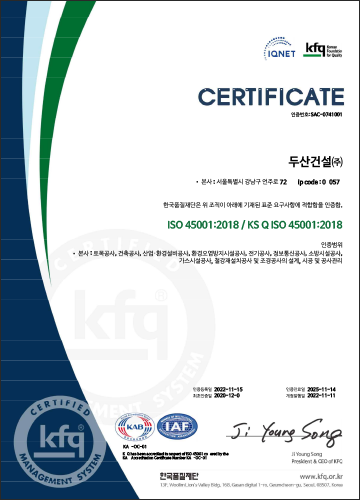 IQNET
kfq Korean Foundation for Quality
CERTIFICATE
인증번호:SAC-0741001
두산건설㈜
• 본사 : 서울특별시 강남구 언주로 72 Ip code : 0 057
한국품질재단은 위 조직이 아래에 기재된 표준 요구사항에 적합함을 인증함.
ISO 45001:2018 / KS Q ISO 45001:2018
인증범위
• 본사 : 토목공사, 건축공사, 산업·환경설비공사, 환경오염방지시설공사, 전기공사, 정보통신공사, 소방시설공사,
가스시설공사, 철강재설치공사 및 조경공사의 설계, 시공 및 공사관리
CERTIFIED
kfq
MANAGEMENT SYSTEM
인증등록일 2022-11-15
최초인증일 2020-12-0
인증만료일 2025-11-14
개정발행일 2022-11-11
KAB
IAF
KA -OC-01
Ji Young Song
CERTIFIED
kfq
MANAGEMENT SYSTEM
Ji Young Song
President & CEO of KFQ
한국품질재단
www.kfq.or.kr